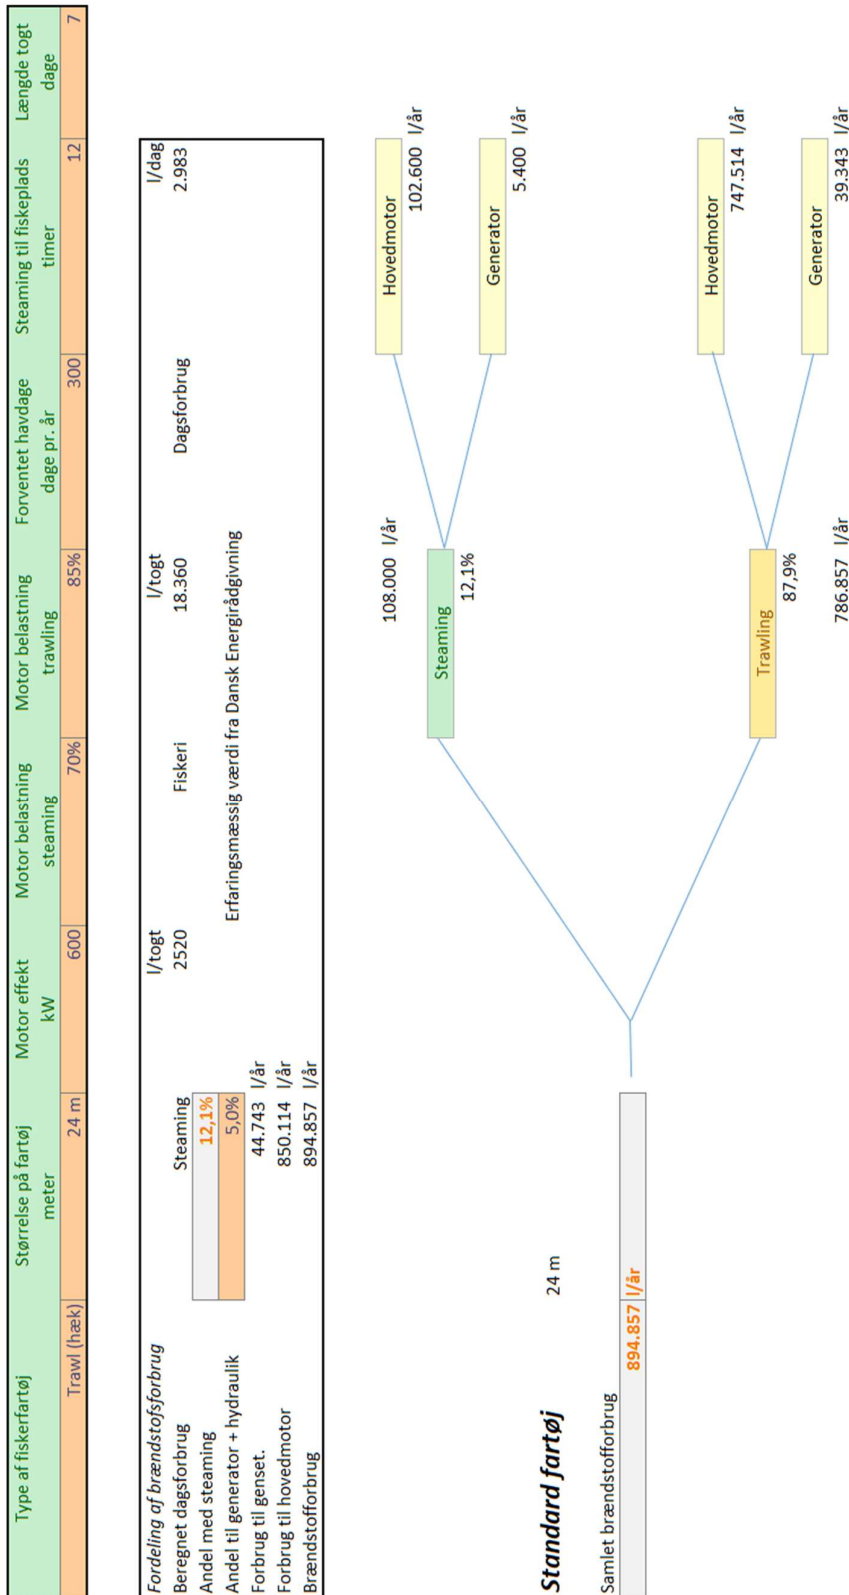 Type af fiskerfartøj Størrelse på fartøj Motor effekt Motor belastning Motor belastning Forventet havdage Steaming til fiskeplads Længde togt
meter kW steaming trawling dage pr. år timer dage
Trawl (hæk) 24 m 600 70% 85% 300 12 7
Fordeling af brændstofsforbrug l/togt l/togt l/dag
Beregnet dagsforbrug Steaming 2520 Fiskeri 18.360 Dagsforbrug 2.983
Andel med steaming 12,1%
Andel til generator + hydraulik 5,0% Erfaringsmæssig værdi fra Dansk Energirådgivning
Forbrug til genset. 44.743 l/år
Forbrug til hovedmotor 850.114 l/år
Brændstofforbrug 894.857 l/år
Hovedmotor
108.000 l/år 102.600 l/år
Steaming
12,1% Generator
5.400 l/år
Standard fartøj 24 m
Samlet brændstofforbrug
894.857 l/år
Hovedmotor
747.514 l/år
Trawling
87,9% Generator
786.857 l/år 39.343 l/år